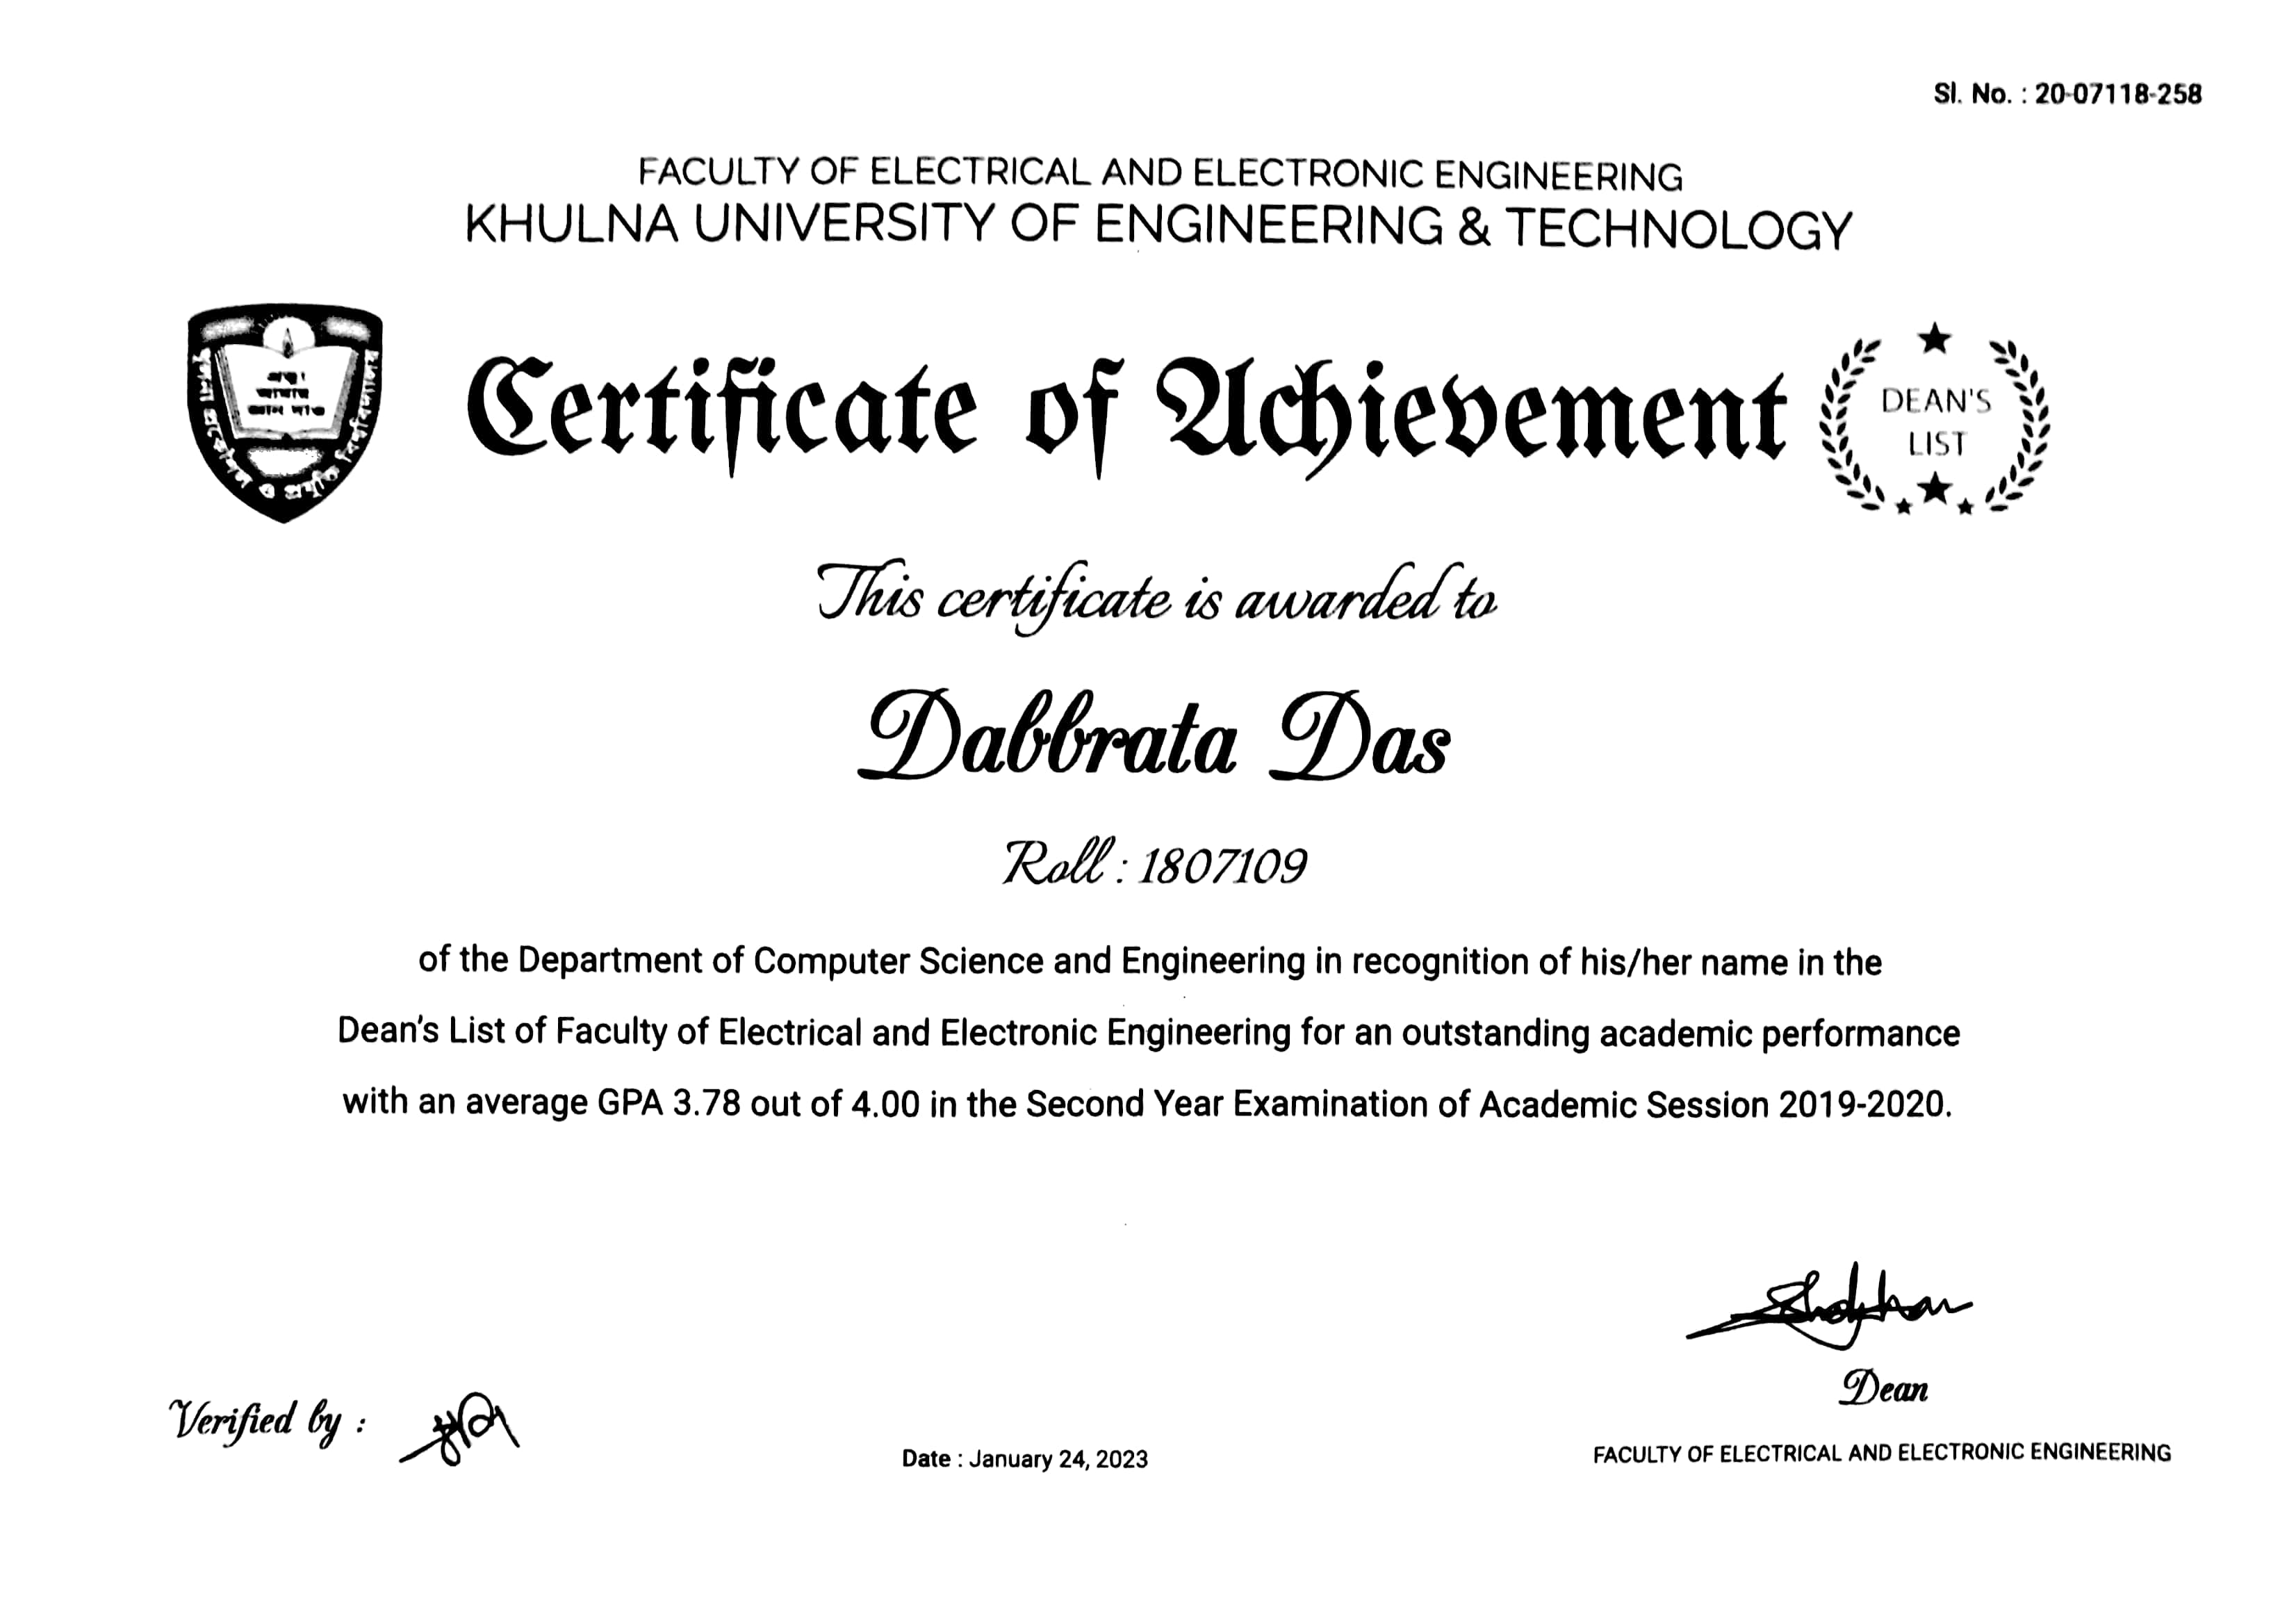 Sl. No. : 20-07118-258
FACULTY OF ELECTRICAL AND ELECTRONIC ENGINEERING
KHULNA UNIVERSITY OF ENGINEERING & TECHNOLOGY
Certificate of Achievement
DEAN'S
LIST
This certificate is awarded to
Dabbrata Das
Roll : 1807109
of the Department of Computer Science and Engineering in recognition of his/her name in the
Dean's List of Faculty of Electrical and Electronic Engineering for an outstanding academic performance
with an average GPA 3.78 out of 4.00 in the Second Year Examination of Academic Session 2019-2020.
Dean
Verified by :
Date : January 24, 2023
FACULTY OF ELECTRICAL AND ELECTRONIC ENGINEERING